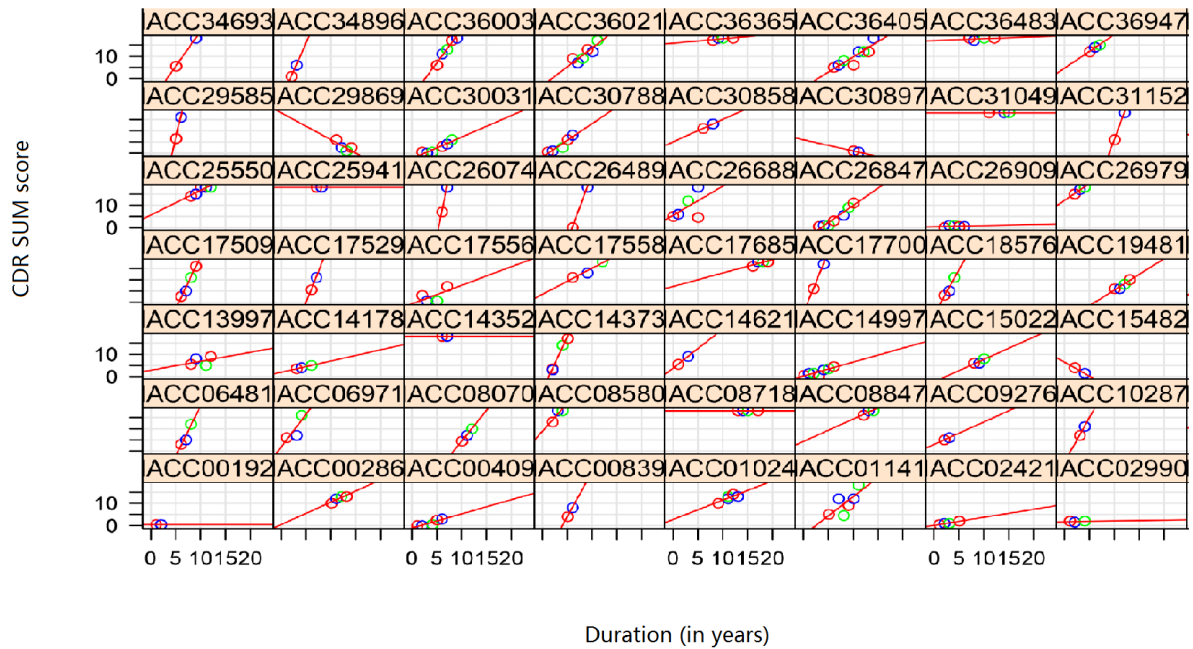 ACC34693 ACC34896 ACC36003 ACC36021 ACC36365 ACC36405 ACC36483 ACC36947
10
0
ACC29585 ACC29869 ACC30031 ACC30788 ACC30858 ACC30897 ACC31049 ACC31152
ACC25550 ACC25941 ACC26074 ACC26489 ACC26688 ACC26847 ACC26909 ACC26979
10
0
ACC17509 ACC17529 ACC17556 ACC17558 ACC17685 ACC17700 ACC18576 ACC19481
ACC13997 ACC14178 ACC14352 ACC14373 ACC14621 ACC14997 ACC15022 ACC15482
10
0
ACC06481 ACC06971 ACC08070 ACC08580 ACC08718 ACC08847 ACC09276 ACC10287
ACC00192 ACC00286 ACC00409 ACC00839 ACC01024 ACC01141 ACC02421 ACC02990
10
0
0 5 101520 0 5 101520 0 5 101520 0 5 101520
CDR SUM score
Duration (in years)